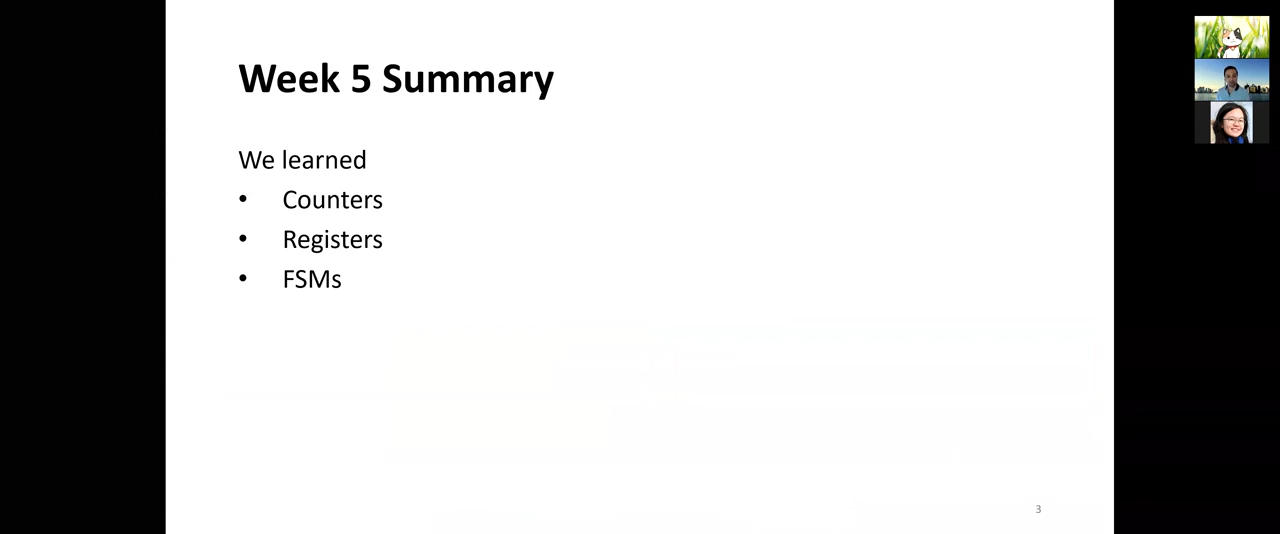 Week 5 Summary
We learned
• Counters
• Registers
• FSMs
3